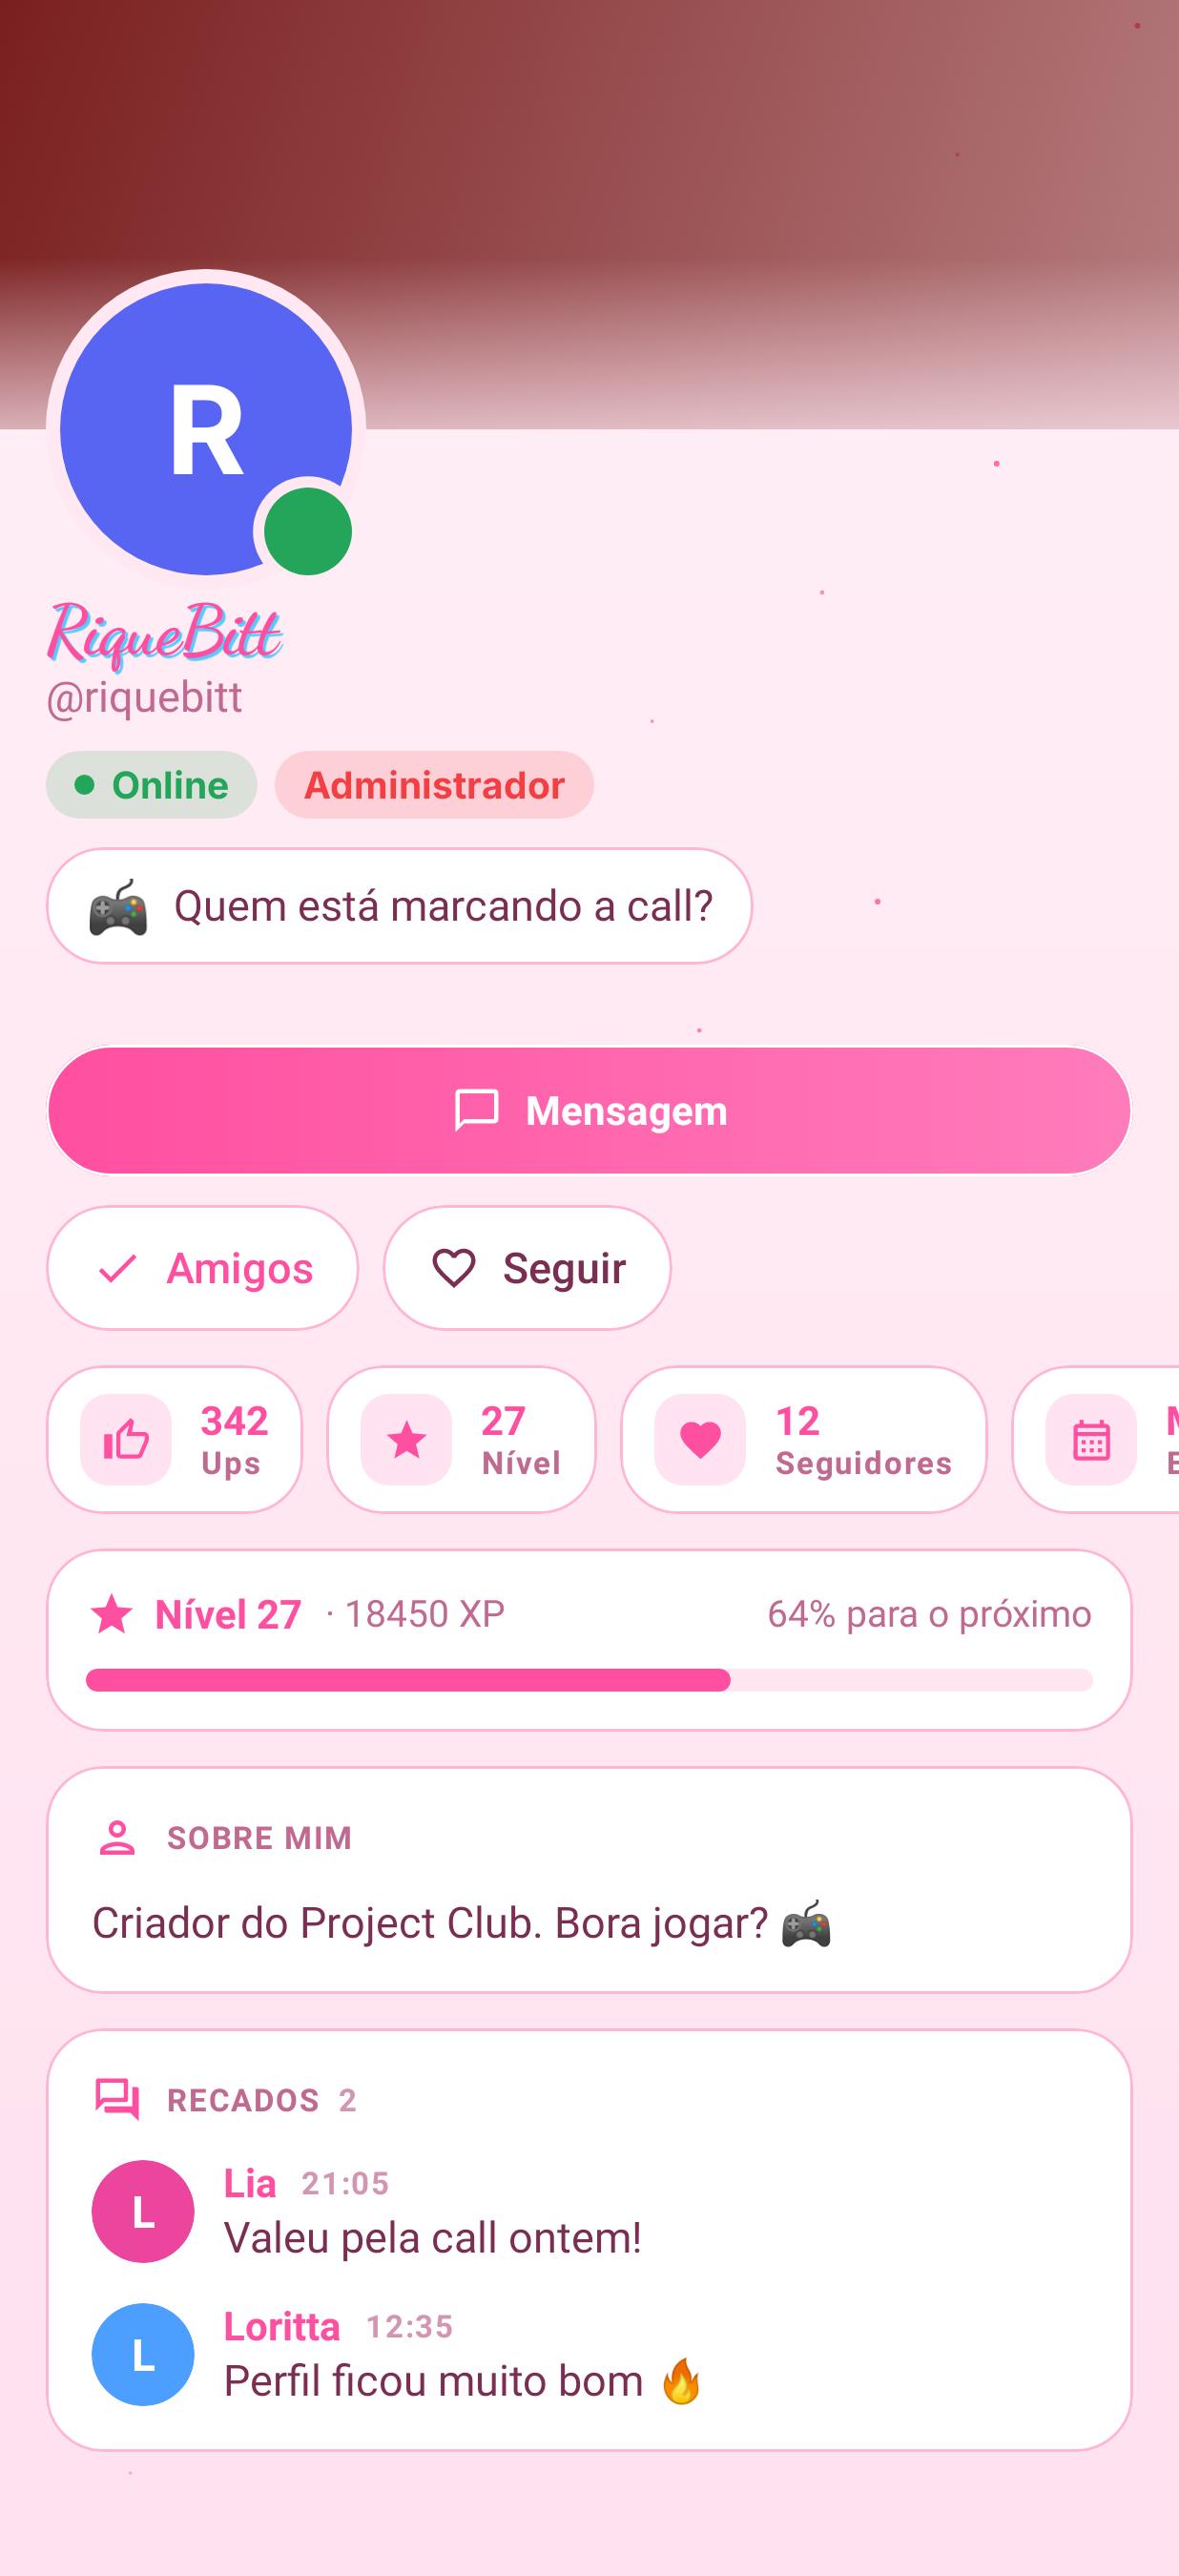 R
RiqueBitt
@riquebitt
Online Administrador
🎮 Quem está marcando a call?
Mensagem
Amigos Seguir
342 27 12
Ups Nível Seguidores
Nível 27 · 18450 XP 64% para o próximo
SOBRE MIM
Criador do Project Club. Bora jogar? 🎮
RECADOS 2
L
Lia 21:05
Valeu pela call ontem!
L
Loritta 12:35
Perfil ficou muito bom 🔥